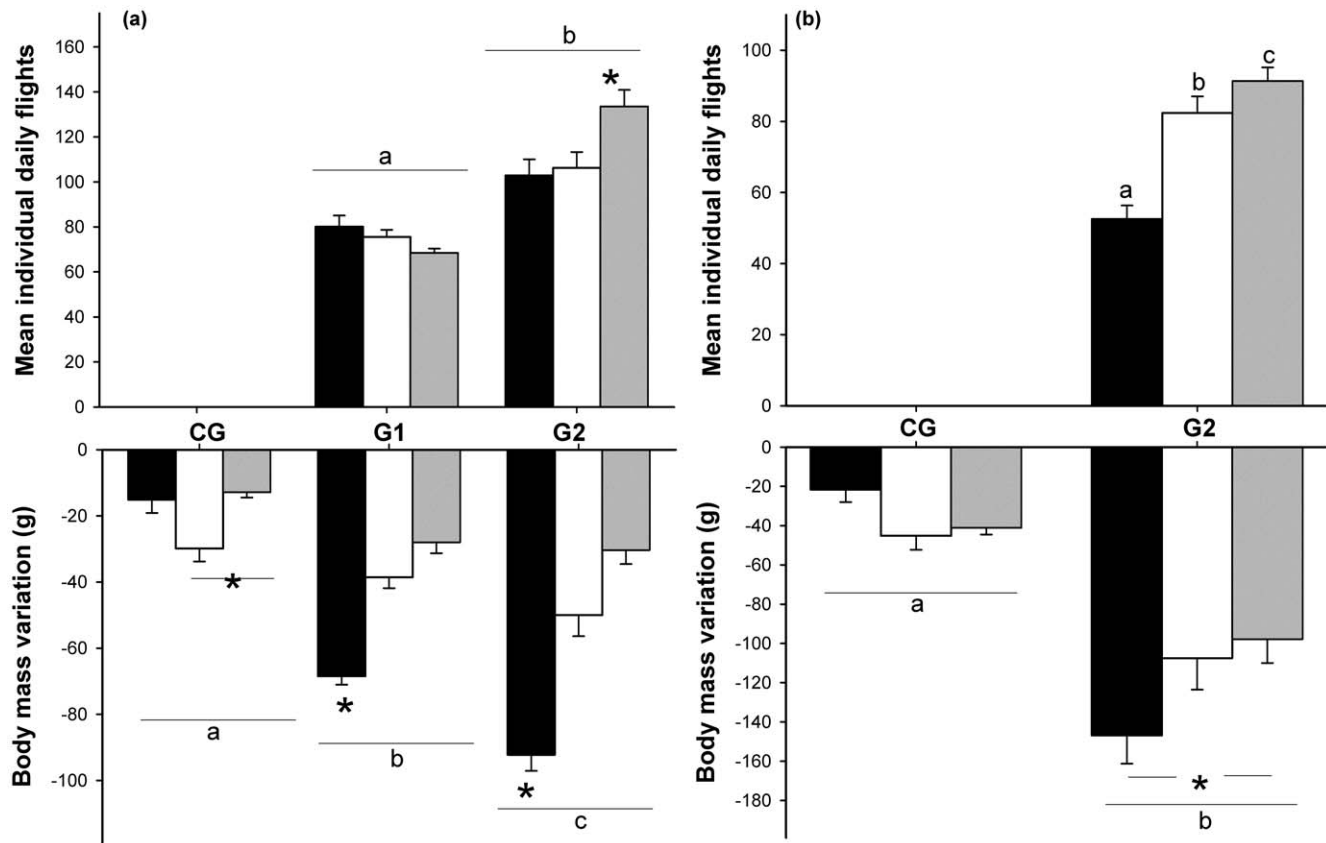 (a)
Mean individual daily flights
160
140
120
100
80
60
40
20
0
a
b
*
CG G1 G2
Body mass variation (g)
0
-20
-40
-60
-80
-100
*
a
*
b
*
c
(b)
Mean individual daily flights
100
80
60
40
20
0
a
b
c
CG G2
Body mass variation (g)
0
-20
-40
-60
-80
-100
-120
-140
-160
-180
a
*
b